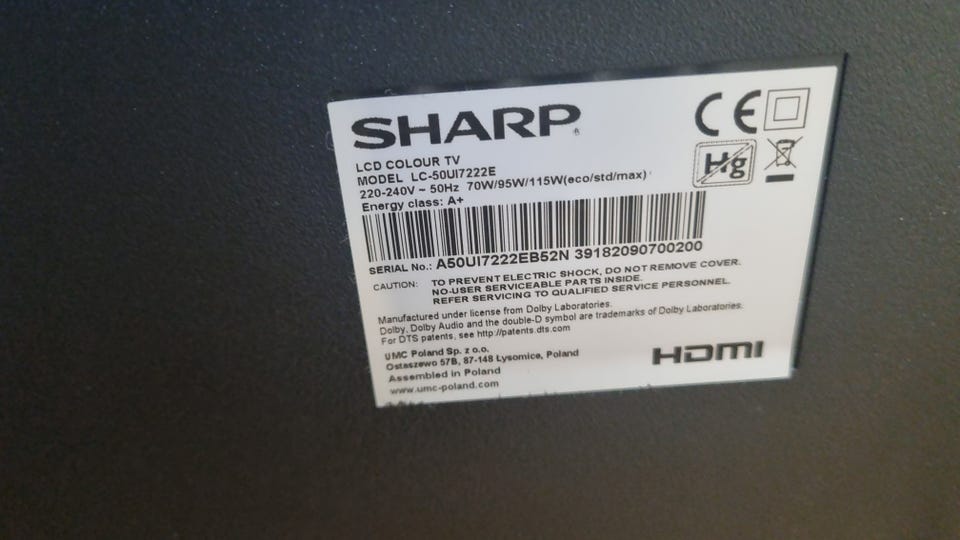 SHARP
LCD COLOUR TV
MODEL LC-50UI7222E
220-240V ~ 50Hz 70W/95W/115W(eco/std/max)
Energy class: A+
CE
Hg
SERIAL No.: A50UI7222EB52N 39182090700200
CAUTION: TO PREVENT ELECTRIC SHOCK, DO NOT REMOVE COVER.
NO-USER SERVICEABLE PARTS INSIDE.
REFER SERVICING TO QUALIFIED SERVICE PERSONNEL.
Manufactured under license from Dolby Laboratories.
Dolby, Dolby Audio and the double-D symbol are trademarks of Dolby Laboratories.
For DTS patents, see http://patents.dts.com
UMC Poland Sp. z o.o.
Ostaszewo 57B, 87-148 Łysomice, Poland
Assembled in Poland
www.umc-poland.com
HDMI